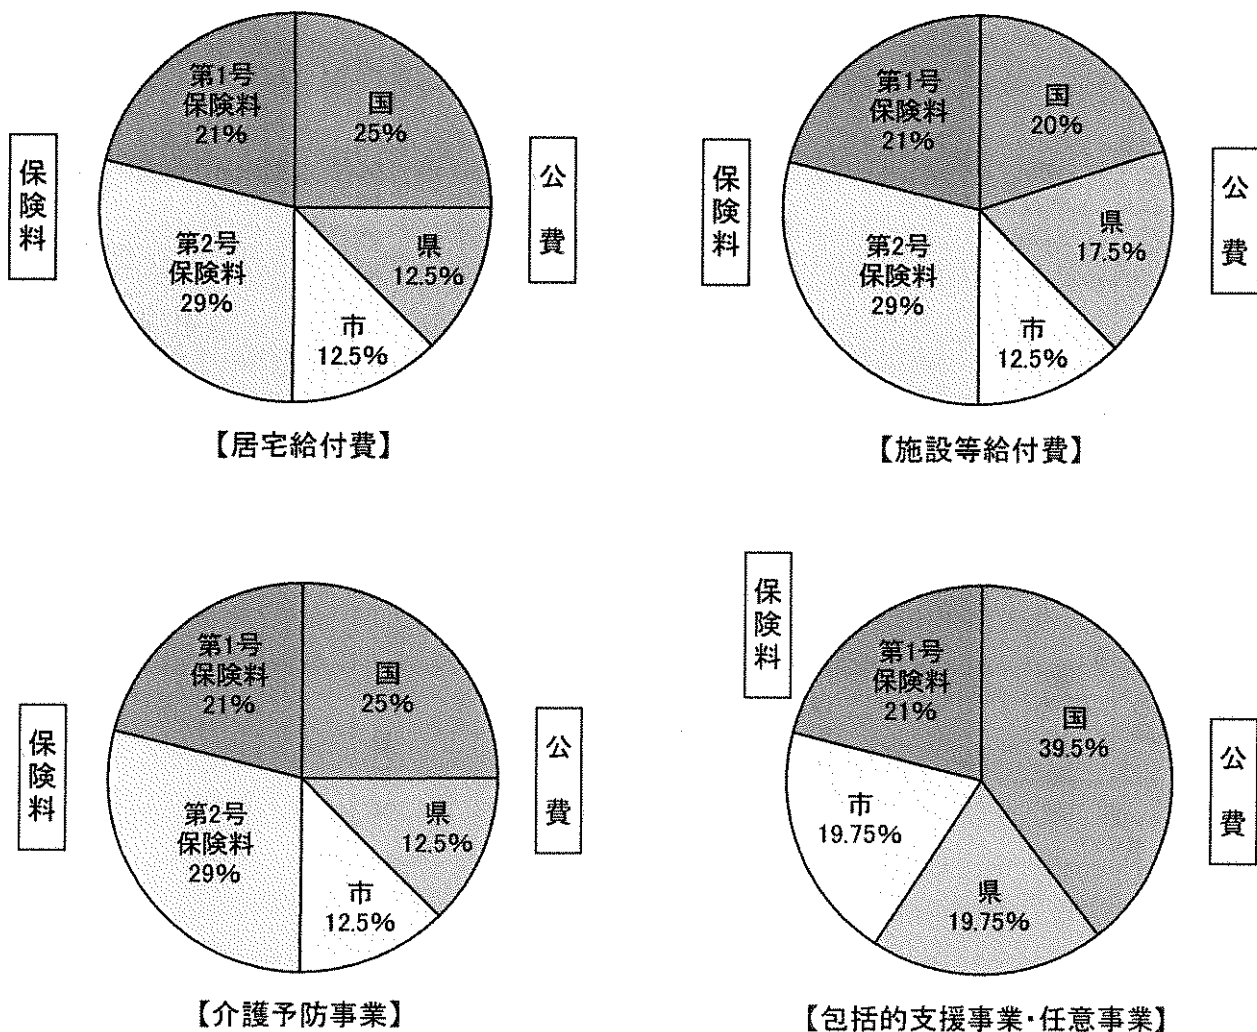 保険料
第1号
保険料
21%
国
25%
第2号
保険料
29%
県
12.5%
市
12.5%
公費
【居宅給付費】
保険料
第1号
保険料
21%
国
20%
第2号
保険料
29%
県
17.5%
市
12.5%
公費
【施設等給付費】
保険料
第1号
保険料
21%
国
25%
第2号
保険料
29%
県
12.5%
市
12.5%
公費
【介護予防事業】
保険料
第1号
保険料
21%
国
39.5%
市
19.75%
県
19.75%
公費
【包括的支援事業・任意事業】